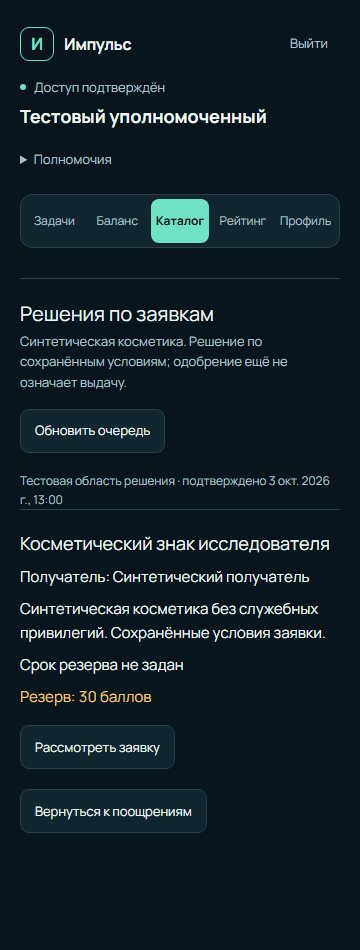 И Импульс Выйти
Доступ подтверждён
Тестовый уполномоченный
Полномочия
Задачи Баланс Каталог Рейтинг Профиль
Решения по заявкам
Синтетическая косметика. Решение по
сохранённым условиям; одобрение ещё не
означает выдачу.
Обновить очередь
Тестовая область решения · подтверждено 3 окт. 2026
г., 13:00
Косметический знак исследователя
Получатель: Синтетический получатель
Синтетическая косметика без служебных
привилегий. Сохранённые условия заявки.
Срок резерва не задан
Резерв: 30 баллов
Рассмотреть заявку
Вернуться к поощрениям